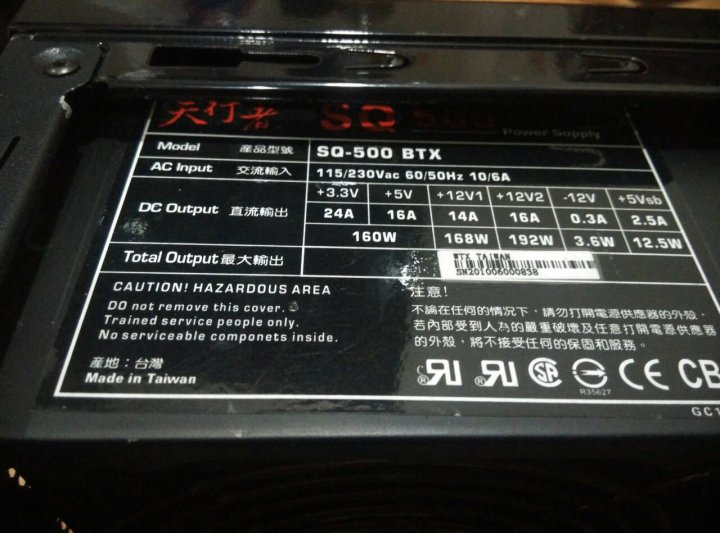 天行者 SQ 500 Power Supply
Model 產品型號 SQ-500 BTX
AC Input 交流輸入 115/230Vac 60/50Hz 10/6A
DC Output 直流輸出 +3.3V +5V +12V1 +12V2 -12V +5Vsb
24A 16A 14A 16A 0.3A 2.5A
160W 168W 192W 3.6W 12.5W
Total Output 最大輸出
WTX TAIWAN
SN201006000838
CAUTION! HAZARDOUS AREA
DO not remove this cover.
Trained service people only.
No serviceable componets inside.
產地：台灣
Made in Taiwan
注意！
不論在任何的情況下，請勿打開電源供應器的外殼，
若內部受到人為的嚴重破壞及任意打開電源供應器
的外殼，將不接受任何的保固和服務。
R35627
CE CB
GC1